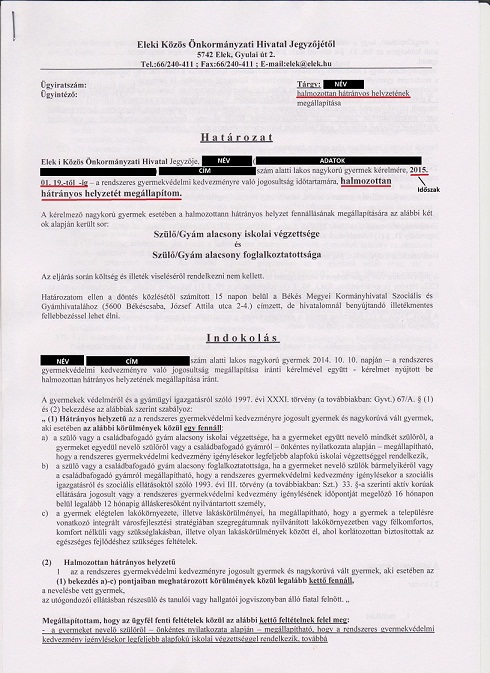 Eleki Közös Önkormányzati Hivatal Jegyzőjétől
5742 Elek, Gyulai út 2.
Tel.:66/240-411 ; Fax:66/240-411 ; E-mail:elek@elek.hu
Ügyiratszám:
Ügyintéző:
Tárgy: NÉV
halmozottan hátrányos helyzetének
megállapítása
Határozat
Elek i Közös Önkormányzati Hivatal Jegyzője, NÉV ( ADATOK
CÍM szám alatti lakos nagykorú gyermek kérelmére, 2015.
01. 19.-től -ig – a rendszeres gyermekvédelmi kedvezményre való jogosultság időtartamára, halmozottan
Időszak
hátrányos helyzetét megállapítom.
A kérelmező nagykorú gyermek esetében a halmozottann hátrányos helyzet fennállásának megállapítására az alábbi két
ok alapján került sor:
Szülő/Gyám alacsony iskolai végzettsége
és
Szülő/Gyám alacsony foglalkoztatottsága
Az eljárás során költség és illeték viseléséről rendelkezni nem kellett.
Határozatom ellen a döntés közlésétől számított 15 napon belül a Békés Megyei Kormányhivatal Szociális és
Gyámhivatalához (5600 Békéscsaba, József Attila utca 2-4.) címzett, de hivatalomnál benyújtandó illetékmentes
fellebbezéssel lehet élni.
Indokolás
NÉV CÍM szám alatti lakos nagykorú gyermek 2014. 10. 10. napján – a rendszeres
gyermekvédelmi kedvezményre való jogosultság megállapítása iránti kérelmével együtt - kérelmet nyújtott be
halmozottan hátrányos helyzetének megállapítása iránt.
A gyermekek védelméről és a gyámügyi igazgatásról szóló 1997. évi XXXI. törvény (a továbbiakban: Gyvt.) 67/A. § (1)
és (2) bekezdése az alábbiak szerint szabályoz:
„ (1) Hátrányos helyzetű az a rendszeres gyermekvédelmi kedvezményre jogosult gyermek és nagykorúvá vált gyermek,
aki esetében az alábbi körülmények közül egy fennáll:
a) a szülő vagy a családbafogadó gyám alacsony iskolai végzettsége, ha a gyermeket együtt nevelő mindkét szülőről, a
gyermeket egyedül nevelő szülőről vagy a családbafogadó gyámról – önkéntes nyilatkozata alapján – megállapítható,
hogy a rendszeres gyermekvédelmi kedvezmény igénylésekor legfeljebb alapfokú iskolai végzettséggel rendelkezik,
b) a szülő vagy a családbafogadó gyám alacsony foglalkoztatottsága, ha a gyermeket nevelő szülők bármelyikéről vagy
a családbafogadó gyámról megállapítható, hogy a rendszeres gyermekvédelmi kedvezmény igénylésekor a szociális
igazgatásról és szociális ellátásokról szóló 1993. évi III. törvény (a továbbiakban: Szt.) 33. §-a szerinti aktív korúak
ellátására jogosult vagy a rendszeres gyermekvédelmi kedvezmény igénylésének időpontját megelőző 16 hónapon
belül legalább 12 hónapig álláskeresőként nyilvántartott személy,
c) a gyermek elégtelen lakókörnyezete, illetve lakáskörülményei, ha megállapítható, hogy a gyermek a településre
vonatkozó integrált városfejlesztési stratégiában szegregátumnak nyilvánított lakókörnyezetben vagy félkomfortos,
komfort nélküli vagy szükséglakásban, illetve olyan lakáskörülmények között él, ahol korlátozottan biztosítottak az
egészséges fejlődéshez szükséges feltételek.
(2) Halmozottan hátrányos helyzetű
1 az a rendszeres gyermekvédelmi kedvezményre jogosult gyermek és nagykorúvá vált gyermek, aki esetében az
(1) bekezdés a)-c) pontjaiban meghatározott körülmények közül legalább kettő fennáll,
a nevelésbe vett gyermek,
az utógondozói ellátásban részesülő és tanulói vagy hallgatói jogviszonyban álló fiatal felnőtt. „
Megállapítottam, hogy az ügyfél fenti feltételek közül az alábbi kettő feltételnek felel meg:
- a gyermeket nevelő szülőről – önkéntes nyilatkozata alapján – megállapítható, hogy a rendszeres gyermekvédelmi
kedvezmény igénylésekor legfeljebb alapfokú iskolai végzettséggel rendelkezik, továbbá